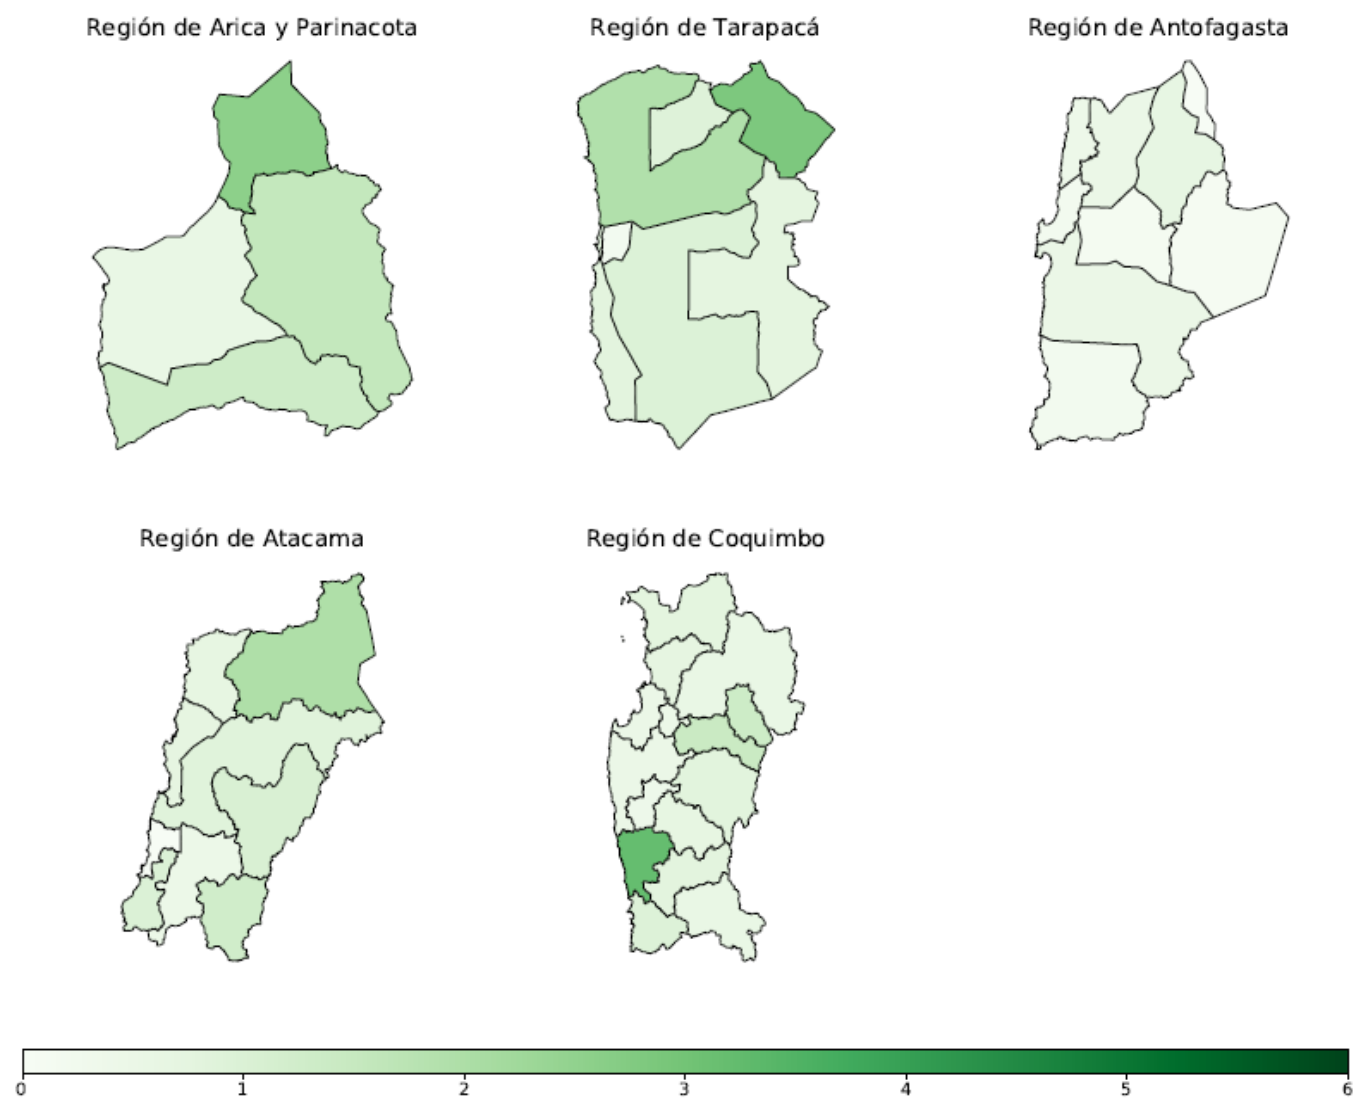 Región de Arica y Parinacota
Región de Tarapacá
Región de Antofagasta
Región de Atacama
Región de Coquimbo
0 1 2 3 4 5 6